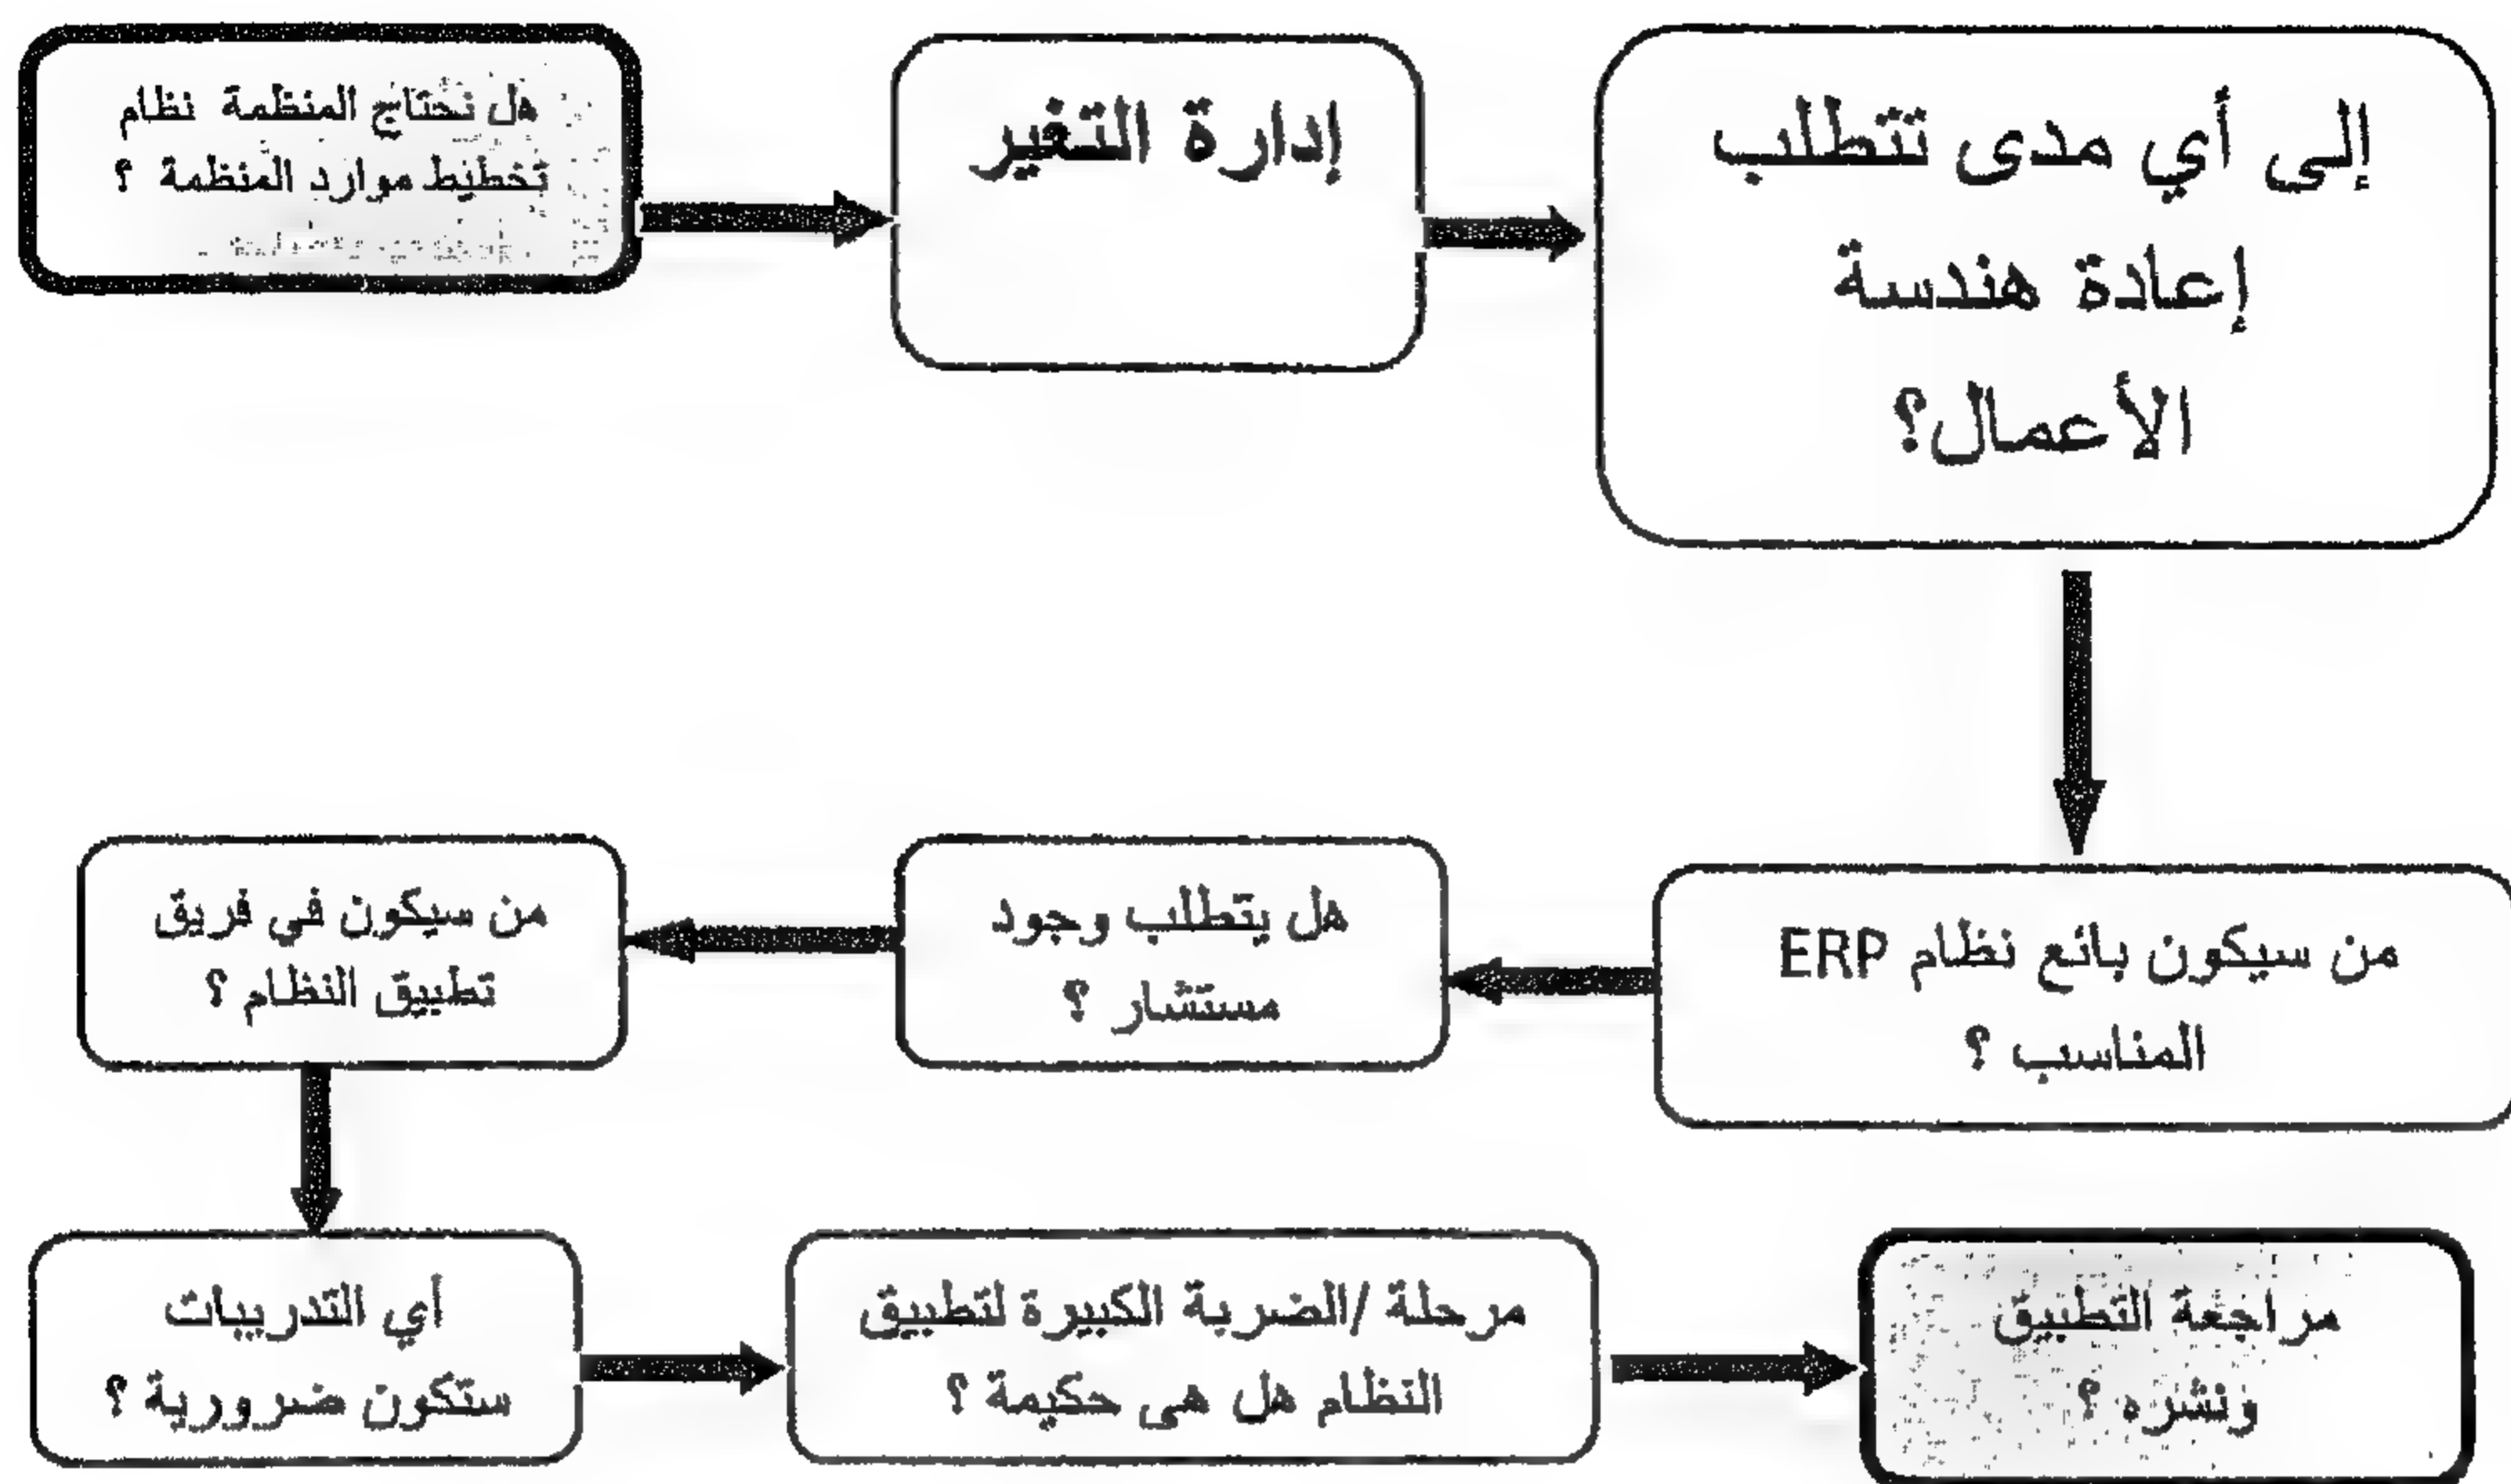 هل تحتاج المنظمة نظام
تخطيط موارد المنظمة ؟
إدارة التغير
إلى أي مدى تتطلب
إعادة هندسة
الأعمال؟
من سيكون بائع نظام ERP
المناسب ؟
هل يتطلب وجود
مستشار ؟
من سيكون في فريق
تطبيق النظام ؟
أي التدريبات
ستكون ضرورية ؟
مرحلة /الضربة الكبيرة لتطبيق
النظام هل هى حكيمة ؟
مراجعة التطبيق
ونشره ؟